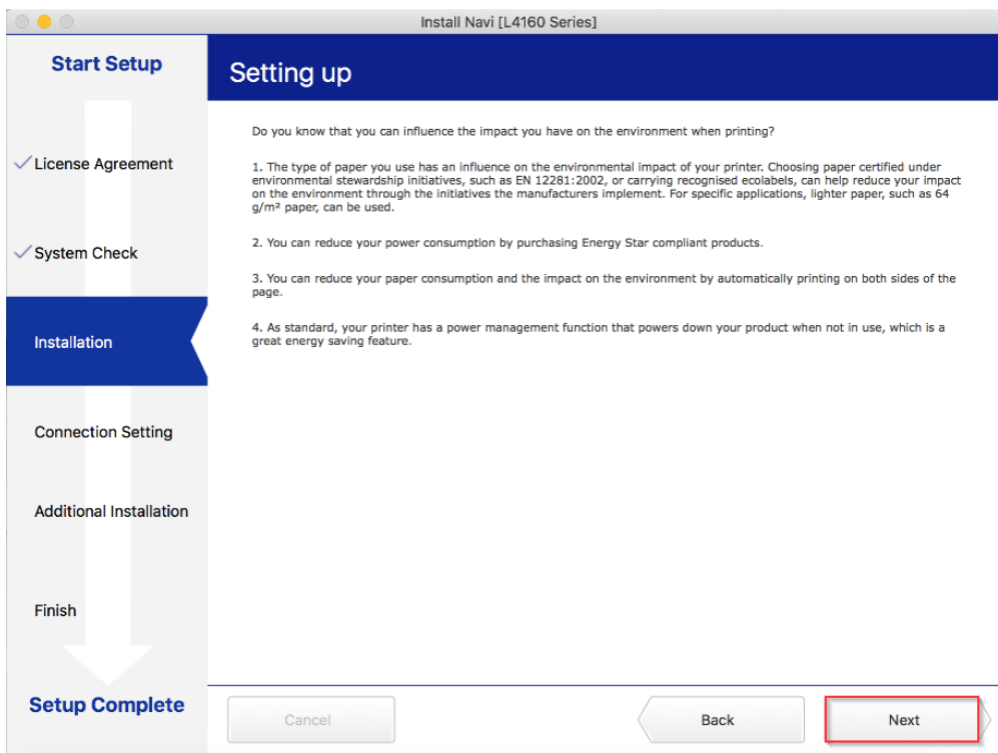 Install Navi [L4160 Series]
Start Setup
License Agreement
System Check
Installation
Connection Setting
Additional Installation
Finish
Setup Complete
Setting up
Do you know that you can influence the impact you have on the environment when printing?
1. The type of paper you use has an influence on the environmental impact of your printer. Choosing paper certified under
environmental stewardship initiatives, such as EN 12281:2002, or carrying recognised ecolabels, can help reduce your impact
on the environment through the initiatives the manufacturers implement. For specific applications, lighter paper, such as 64
g/m² paper, can be used.
2. You can reduce your power consumption by purchasing Energy Star compliant products.
3. You can reduce your paper consumption and the impact on the environment by automatically printing on both sides of the
page.
4. As standard, your printer has a power management function that powers down your product when not in use, which is a
great energy saving feature.
Cancel
Back
Next